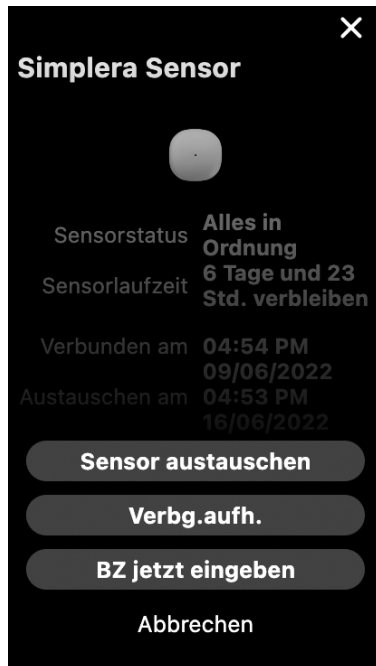 Simplera Sensor
Sensorstatus Alles in
Ordnung
Sensorlaufzeit 6 Tage und 23
Std. verbleiben
Verbunden am 04:54 PM
09/06/2022
Austauschen am 04:53 PM
16/06/2022
Sensor austauschen
Verbg.aufh.
BZ jetzt eingeben
Abbrechen